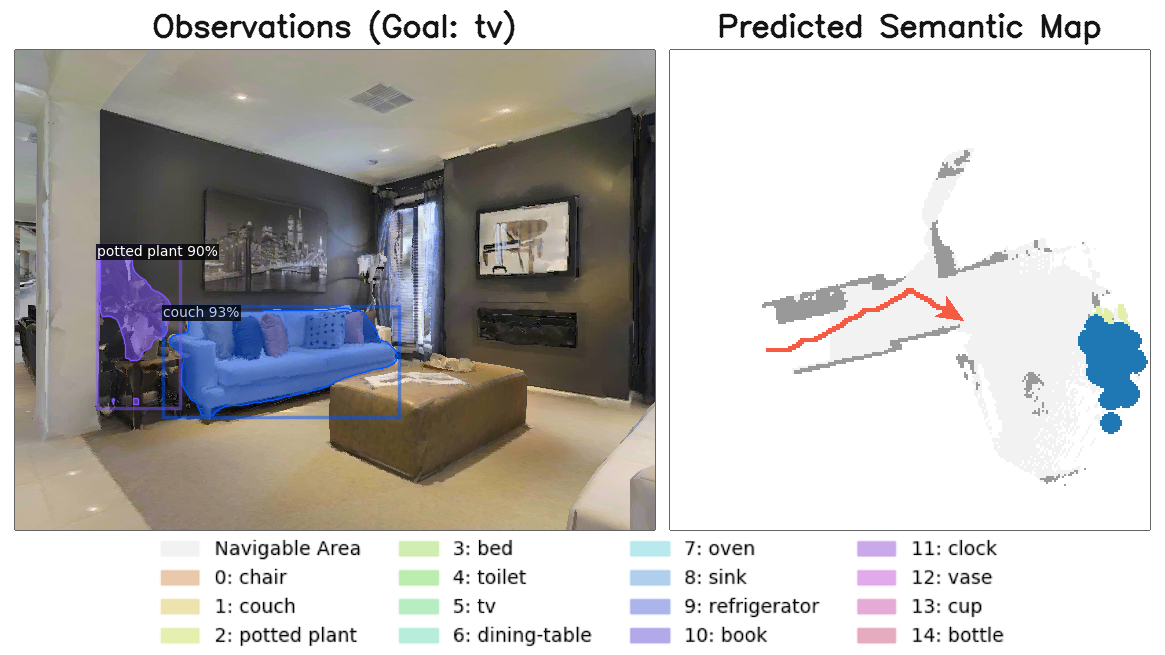 Observations (Goal: tv)
Predicted Semantic Map
potted plant 90%
couch 93%
Navigable Area
0: chair
1: couch
2: potted plant
3: bed
4: toilet
5: tv
6: dining-table
7: oven
8: sink
9: refrigerator
10: book
11: clock
12: vase
13: cup
14: bottle